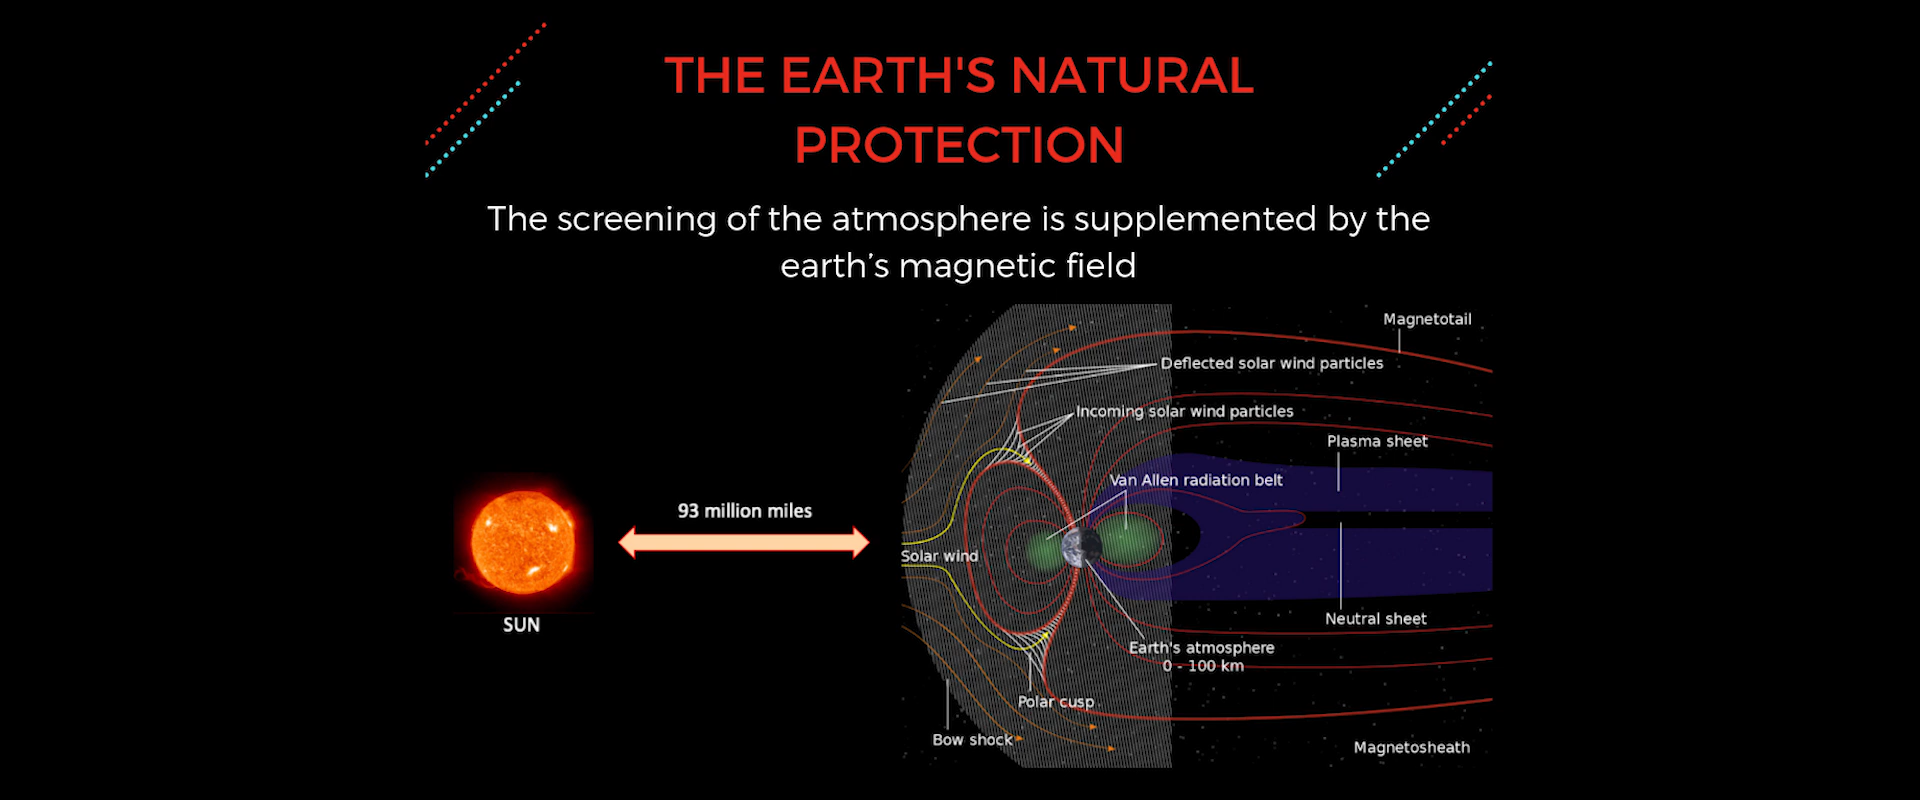 THE EARTH'S NATURAL
PROTECTION
The screening of the atmosphere is supplemented by the
earth’s magnetic field
Magnetotail
Deflected solar wind particles
Incoming solar wind particles
Plasma sheet
Van Allen radiation belt
93 million miles
Solar wind
SUN
Neutral sheet
Earth's atmosphere
0 - 100 km
Polar cusp
Bow shock
Magnetosheath